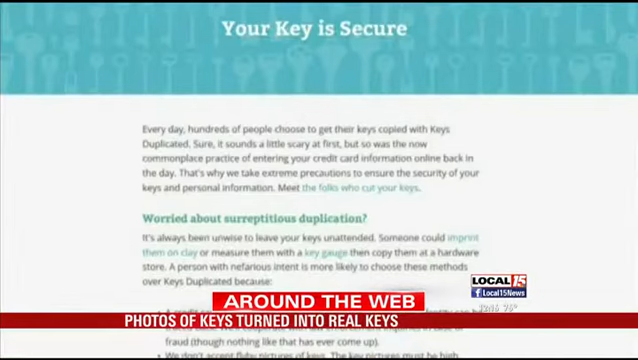 Your Key is Secure
Every day, hundreds of people choose to get their keys copied with Keys
Duplicated. Sure, it sounds a little scary at first, but so was the now
commonplace practice of entering your credit card information online back in
the day. That's why we take extreme precautions to ensure the security of your
keys and personal information. Meet the folks who cut your keys.
Worried about surreptitious duplication?
It's always been unwise to leave your keys unattended. Someone could imprint
them on clay or measure them with a key gauge then copy them at a hardware
store. A person with nefarious intent is more likely to choose these methods
over Keys Duplicated because:
LOCAL 15
Local15News
75°
AROUND THE WEB
PHOTOS OF KEYS TURNED INTO REAL KEYS
fraud (though nothing like that has ever come up).
We don't accept flyby pictures of keys. The key pictures must be high